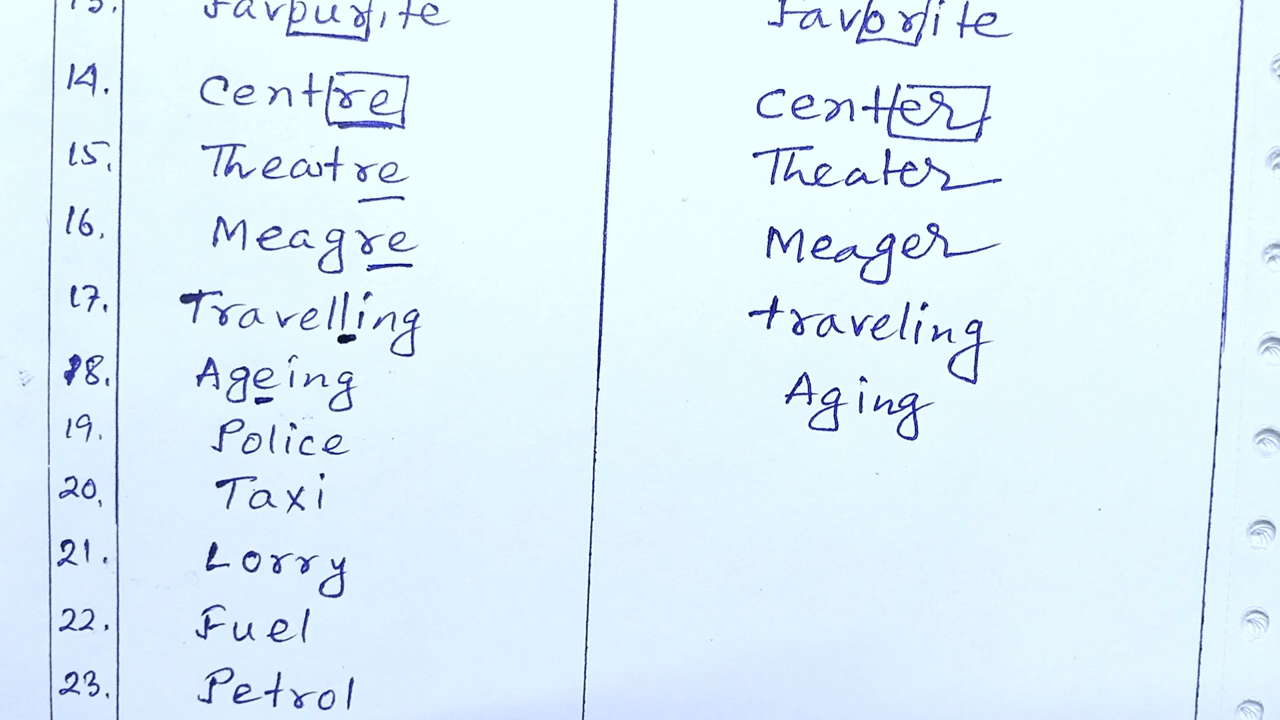 13. Favourite Favorite
14. Centre Center
15. Theatre Theater
16. Meagre Meager
17. Travelling traveling
18. Ageing Aging
19. Police
20. Taxi
21. Lorry
22. Fuel
23. Petrol